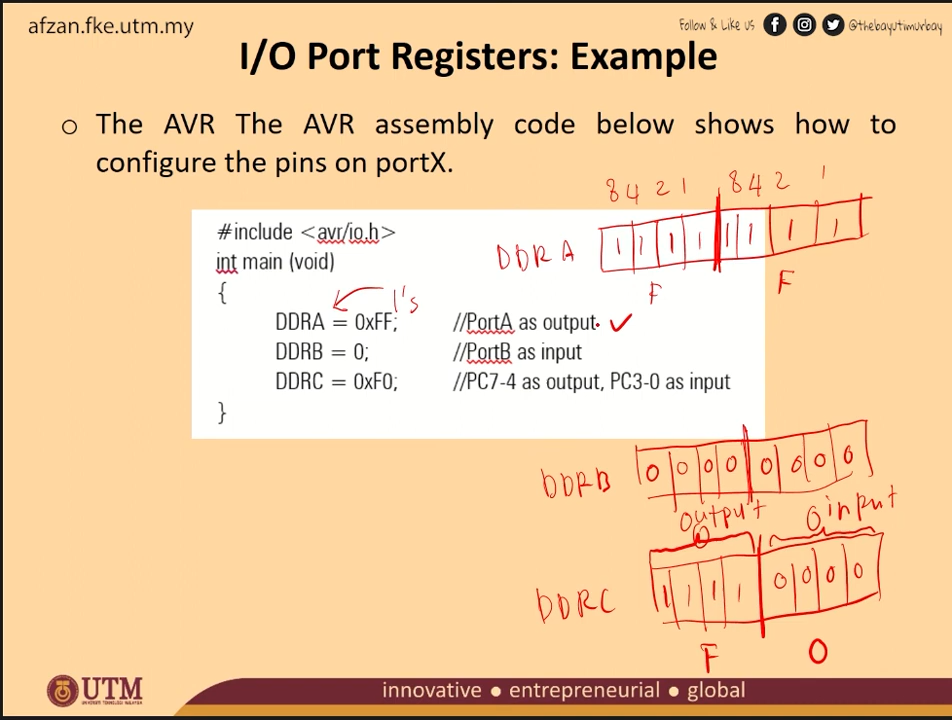 afzan.fke.utm.my
Follow & Like us
@thebayutimurbay
I/O Port Registers: Example
o The AVR The AVR assembly code below shows how to
configure the pins on portX.
8 4 2 1 8 4 2 1
#include <avr/io.h>
DDRA 1 1 1 1 1 1 1 1
int main (void)
F F
{
1's
DDRA = 0xFF; //PortA as output.
DDRB = 0; //PortB as input
DDRC = 0xF0; //PC7-4 as output, PC3-0 as input
}
DDRB 0 0 0 0 0 0 0 0
output input
DDRC 1 1 1 1 0 0 0 0
F 0
UTM
UNIVERSITI TEKNOLOGI MALAYSIA
innovative ● entrepreneurial ● global